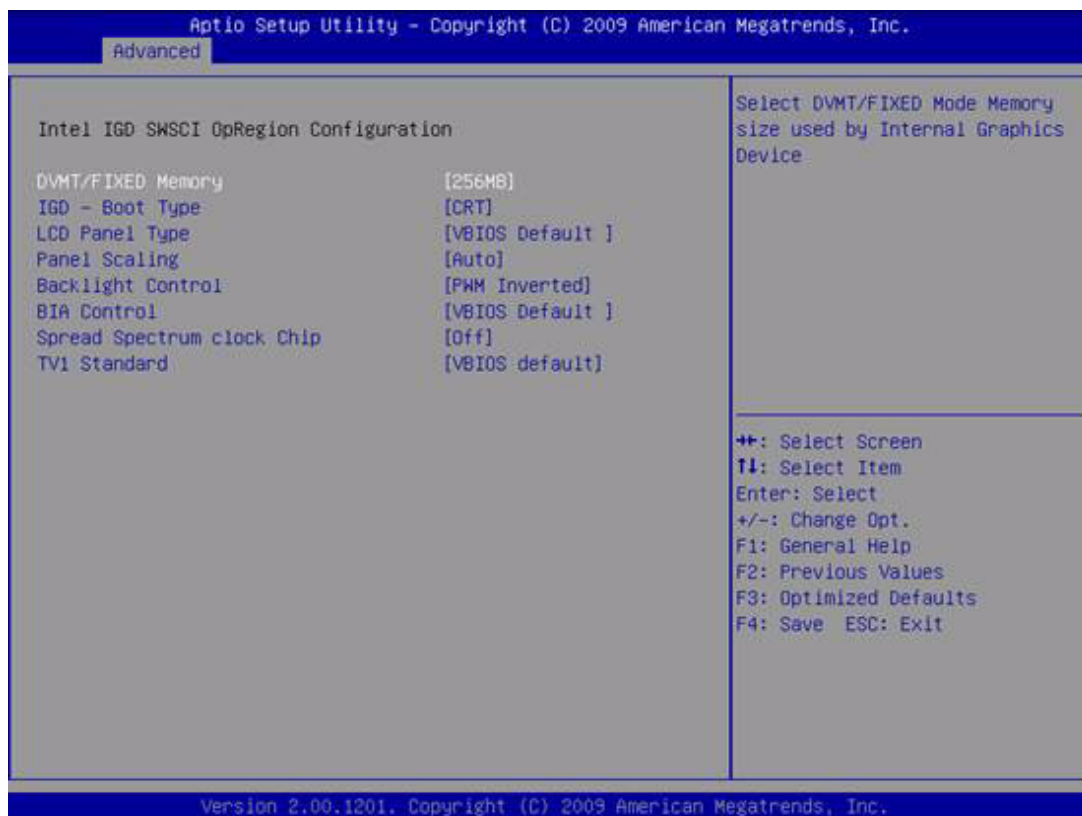 Aptio Setup Utility – Copyright (C) 2009 American Megatrends, Inc.
Advanced
Intel IGD SWSCI OpRegion Configuration
DVMT/FIXED Memory [256MB]
IGD – Boot Type [CRT]
LCD Panel Type [VBIOS Default ]
Panel Scaling [Auto]
Backlight Control [PWM Inverted]
BIA Control [VBIOS Default ]
Spread Spectrum clock Chip [Off]
TV1 Standard [VBIOS default]
Select DVMT/FIXED Mode Memory
size used by Internal Graphics
Device
→←: Select Screen
↑↓: Select Item
Enter: Select
+/-: Change Opt.
F1: General Help
F2: Previous Values
F3: Optimized Defaults
F4: Save ESC: Exit
Version 2.00.1201. Copyright (C) 2009 American Megatrends, Inc.